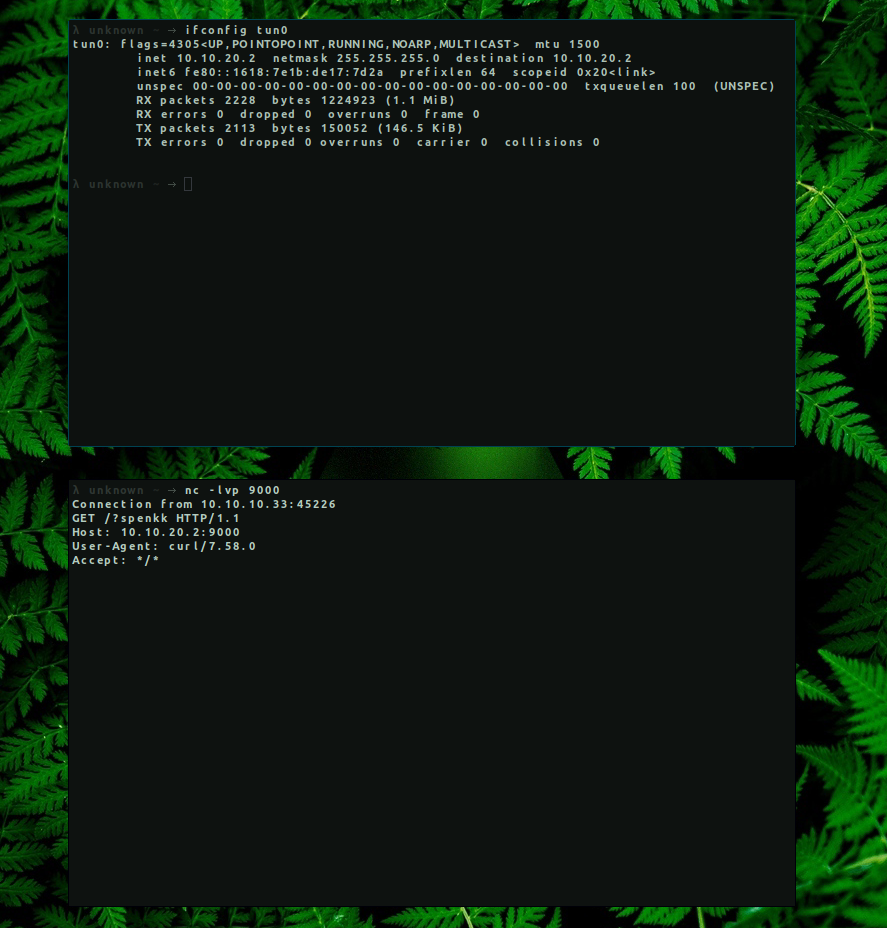 λ unknown ~ → ifconfig tun0
tun0: flags=4305<UP,POINTOPOINT,RUNNING,NOARP,MULTICAST>  mtu 1500
        inet 10.10.20.2  netmask 255.255.255.0  destination 10.10.20.2
        inet6 fe80::1618:7e1b:de17:7d2a  prefixlen 64  scopeid 0x20<link>
        unspec 00-00-00-00-00-00-00-00-00-00-00-00-00-00-00-00  txqueuelen 100  (UNSPEC)
        RX packets 2228  bytes 1224923 (1.1 MiB)
        RX errors 0  dropped 0  overruns 0  frame 0
        TX packets 2113  bytes 150052 (146.5 KiB)
        TX errors 0  dropped 0 overruns 0  carrier 0  collisions 0
λ unknown ~ →
λ unknown ~ → nc -lvp 9000
Connection from 10.10.10.33:45226
GET /?spenkk HTTP/1.1
Host: 10.10.20.2:9000
User-Agent: curl/7.58.0
Accept: */*